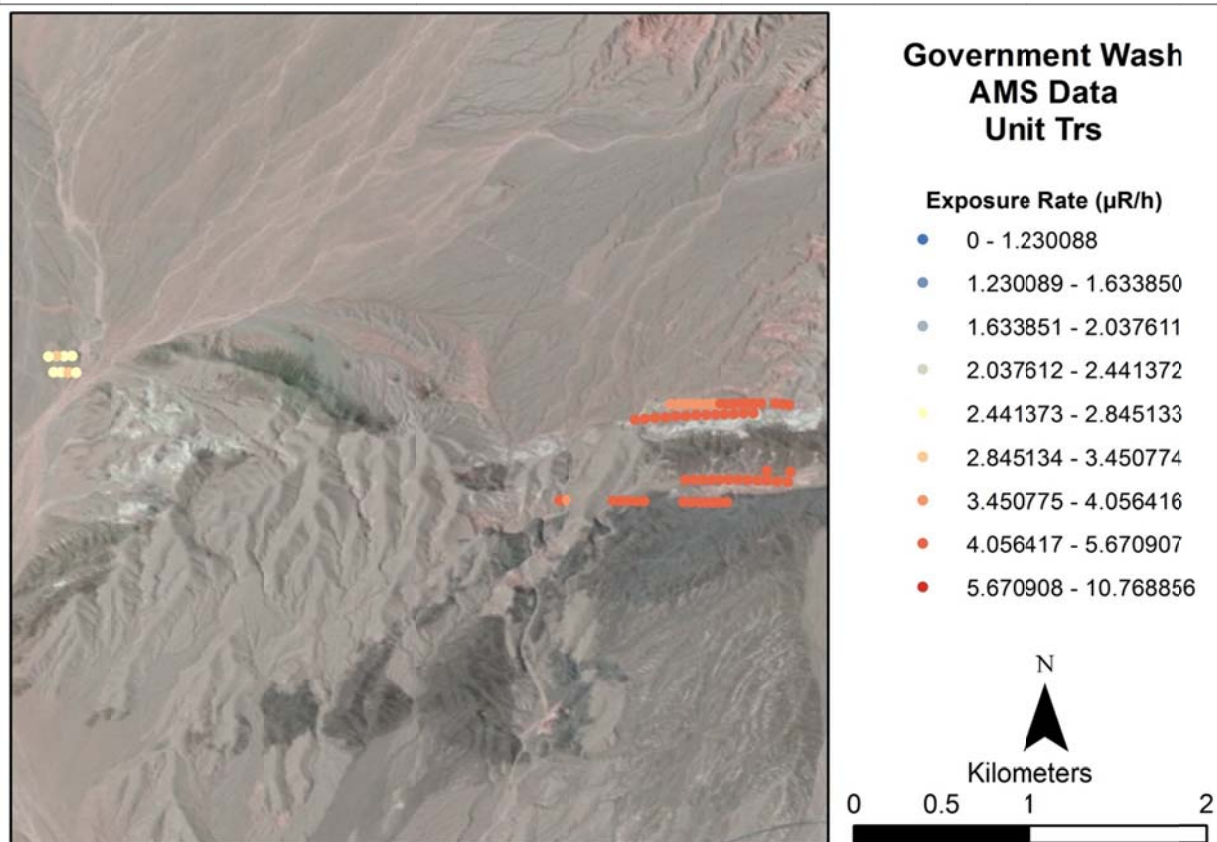 Government Wash
AMS Data
Unit Trs
Exposure Rate (µR/h)
0 - 1.230088
1.230089 - 1.633850
1.633851 - 2.037611
2.037612 - 2.441372
2.441373 - 2.845133
2.845134 - 3.450774
3.450775 - 4.056416
4.056417 - 5.670907
5.670908 - 10.768856
N
Kilometers
0 0.5 1 2